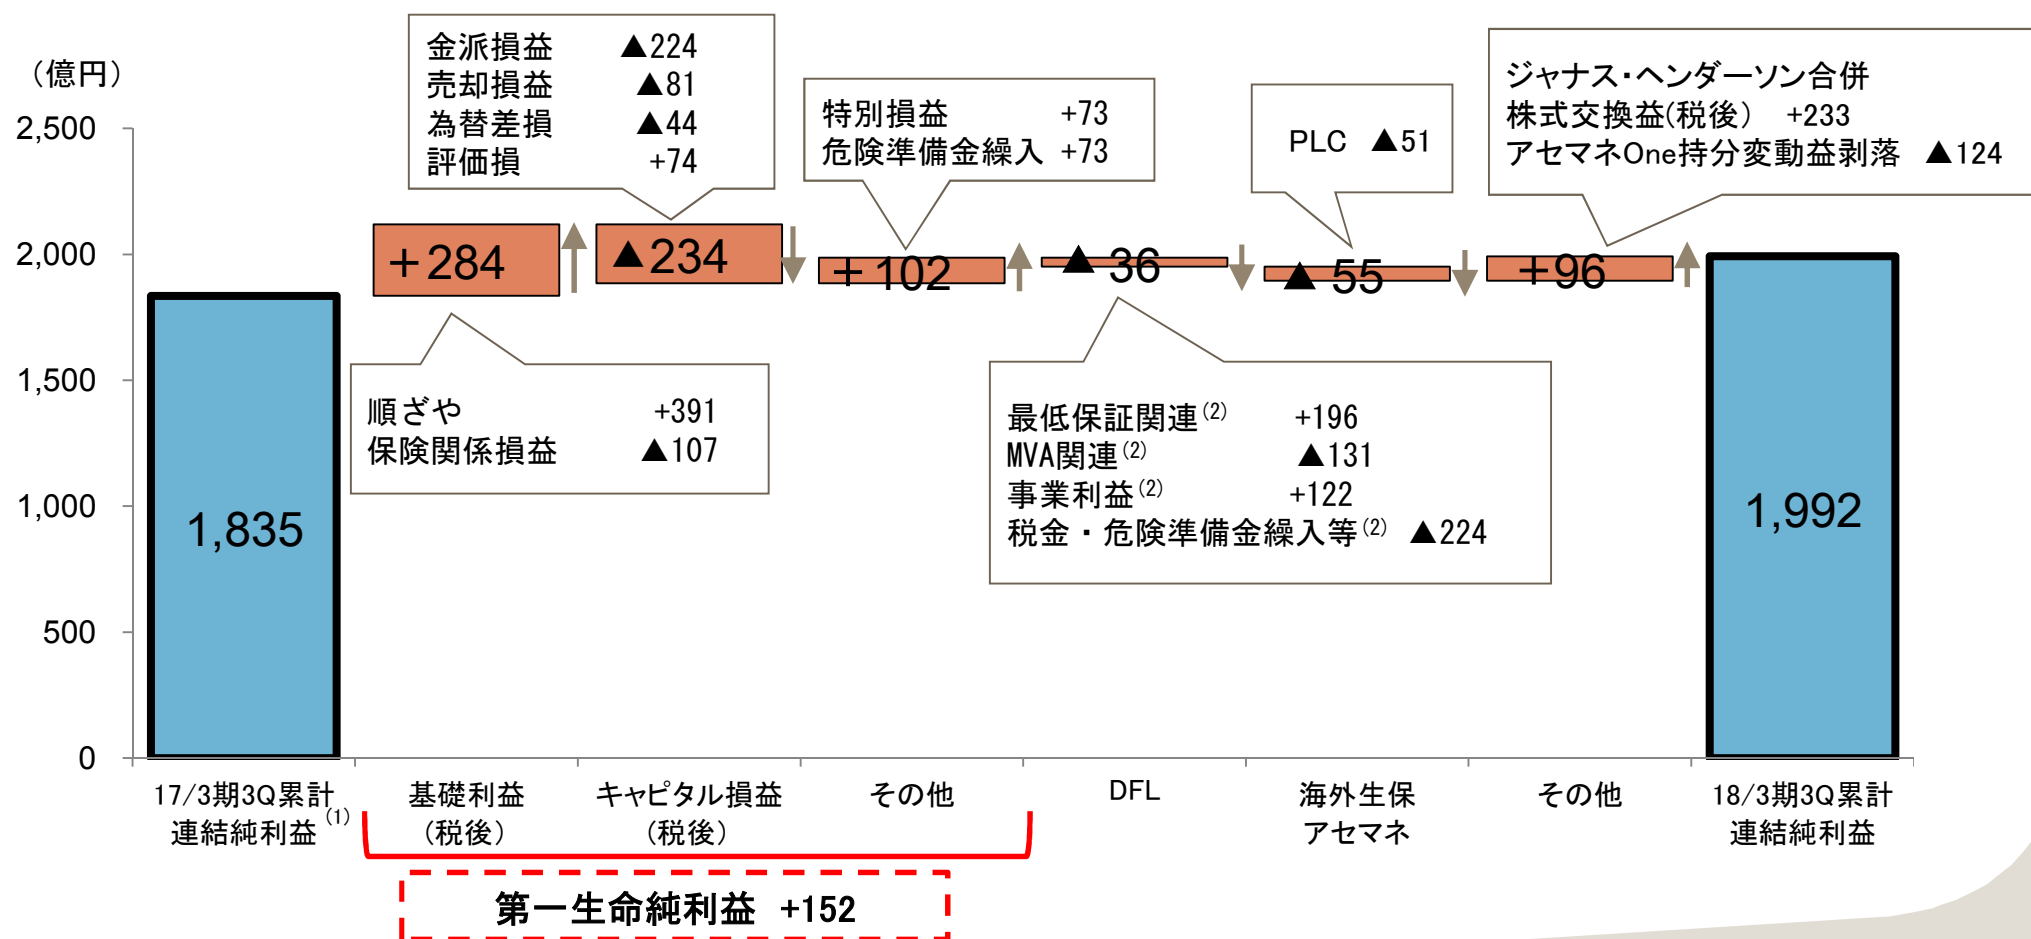 （億円）
2,500
2,000
1,500
1,000
500
0
金派損益 ▲224
売却損益 ▲81
為替差損 ▲44
評価損 +74
特別損益 +73
危険準備金繰入 +73
PLC ▲51
ジャナス・ヘンダーソン合併
株式交換益(税後) +233
アセマネOne持分変動益剥落 ▲124
1,835
+284
▲234
+102
▲36
▲55
+96
1,992
順ざや +391
保険関係損益 ▲107
最低保証関連(2) +196
MVA関連(2) ▲131
事業利益(2) +122
税金・危険準備金繰入等(2) ▲224
17/3期3Q累計
連結純利益(1)
基礎利益
（税後）
キャピタル損益
（税後）
その他
DFL
海外生保
アセマネ
その他
18/3期3Q累計
連結純利益
第一生命純利益 +152